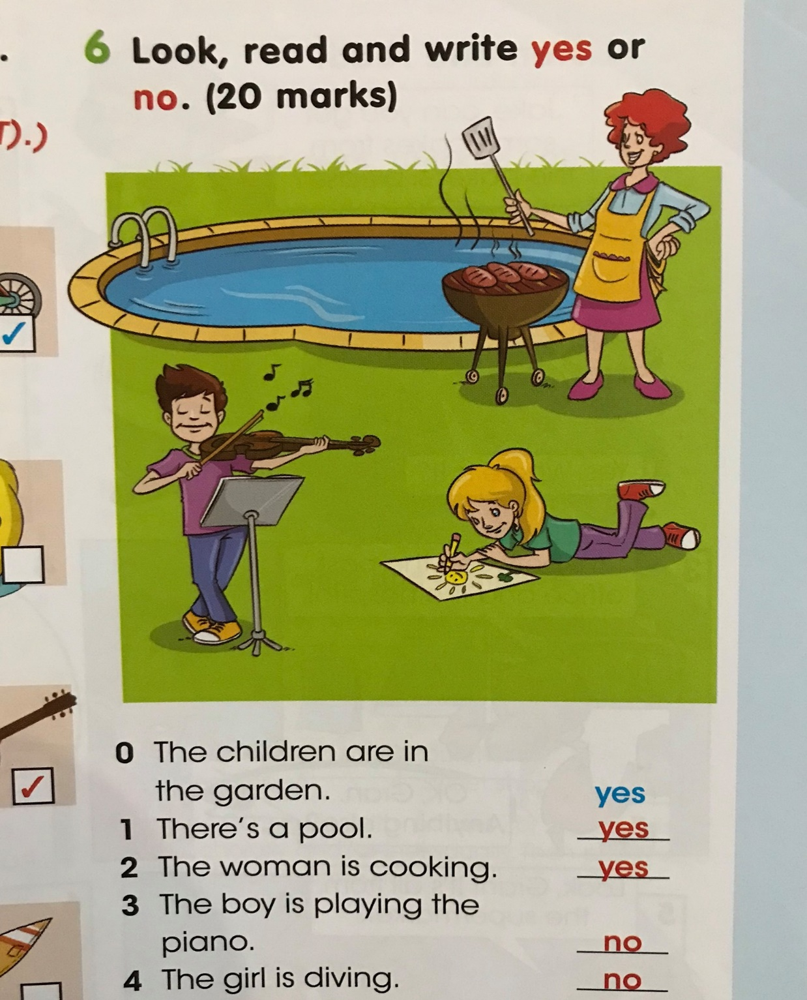 .
6 Look, read and write yes or
no. (20 marks)
T).)
0 The children are in
the garden. yes
1 There's a pool. yes
2 The woman is cooking. yes
3 The boy is playing the
piano. no
4 The girl is diving. no